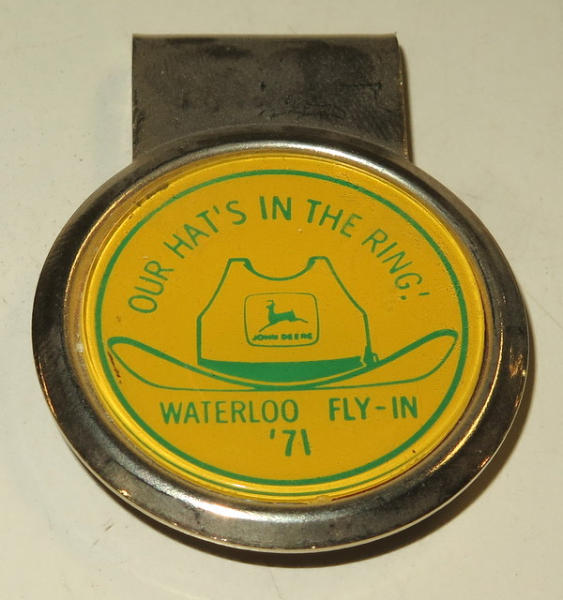 OUR HAT'S IN THE RING!
JOHN DEERE
WATERLOO FLY-IN
'71